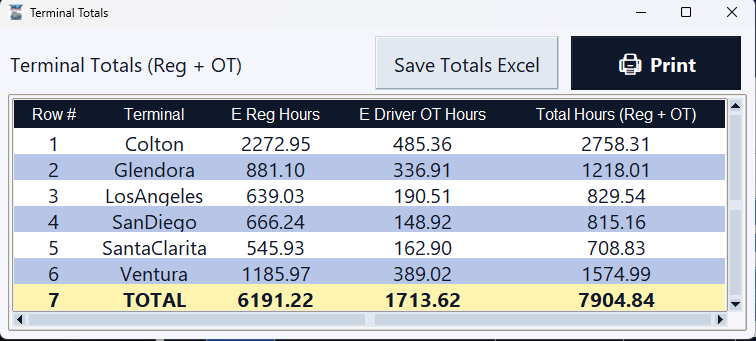 Terminal Totals
Terminal Totals (Reg + OT) Save Totals Excel Print
Row # Terminal E Reg Hours E Driver OT Hours Total Hours (Reg + OT)
1 Colton 2272.95 485.36 2758.31
2 Glendora 881.10 336.91 1218.01
3 LosAngeles 639.03 190.51 829.54
4 SanDiego 666.24 148.92 815.16
5 SantaClarita 545.93 162.90 708.83
6 Ventura 1185.97 389.02 1574.99
7 TOTAL 6191.22 1713.62 7904.84